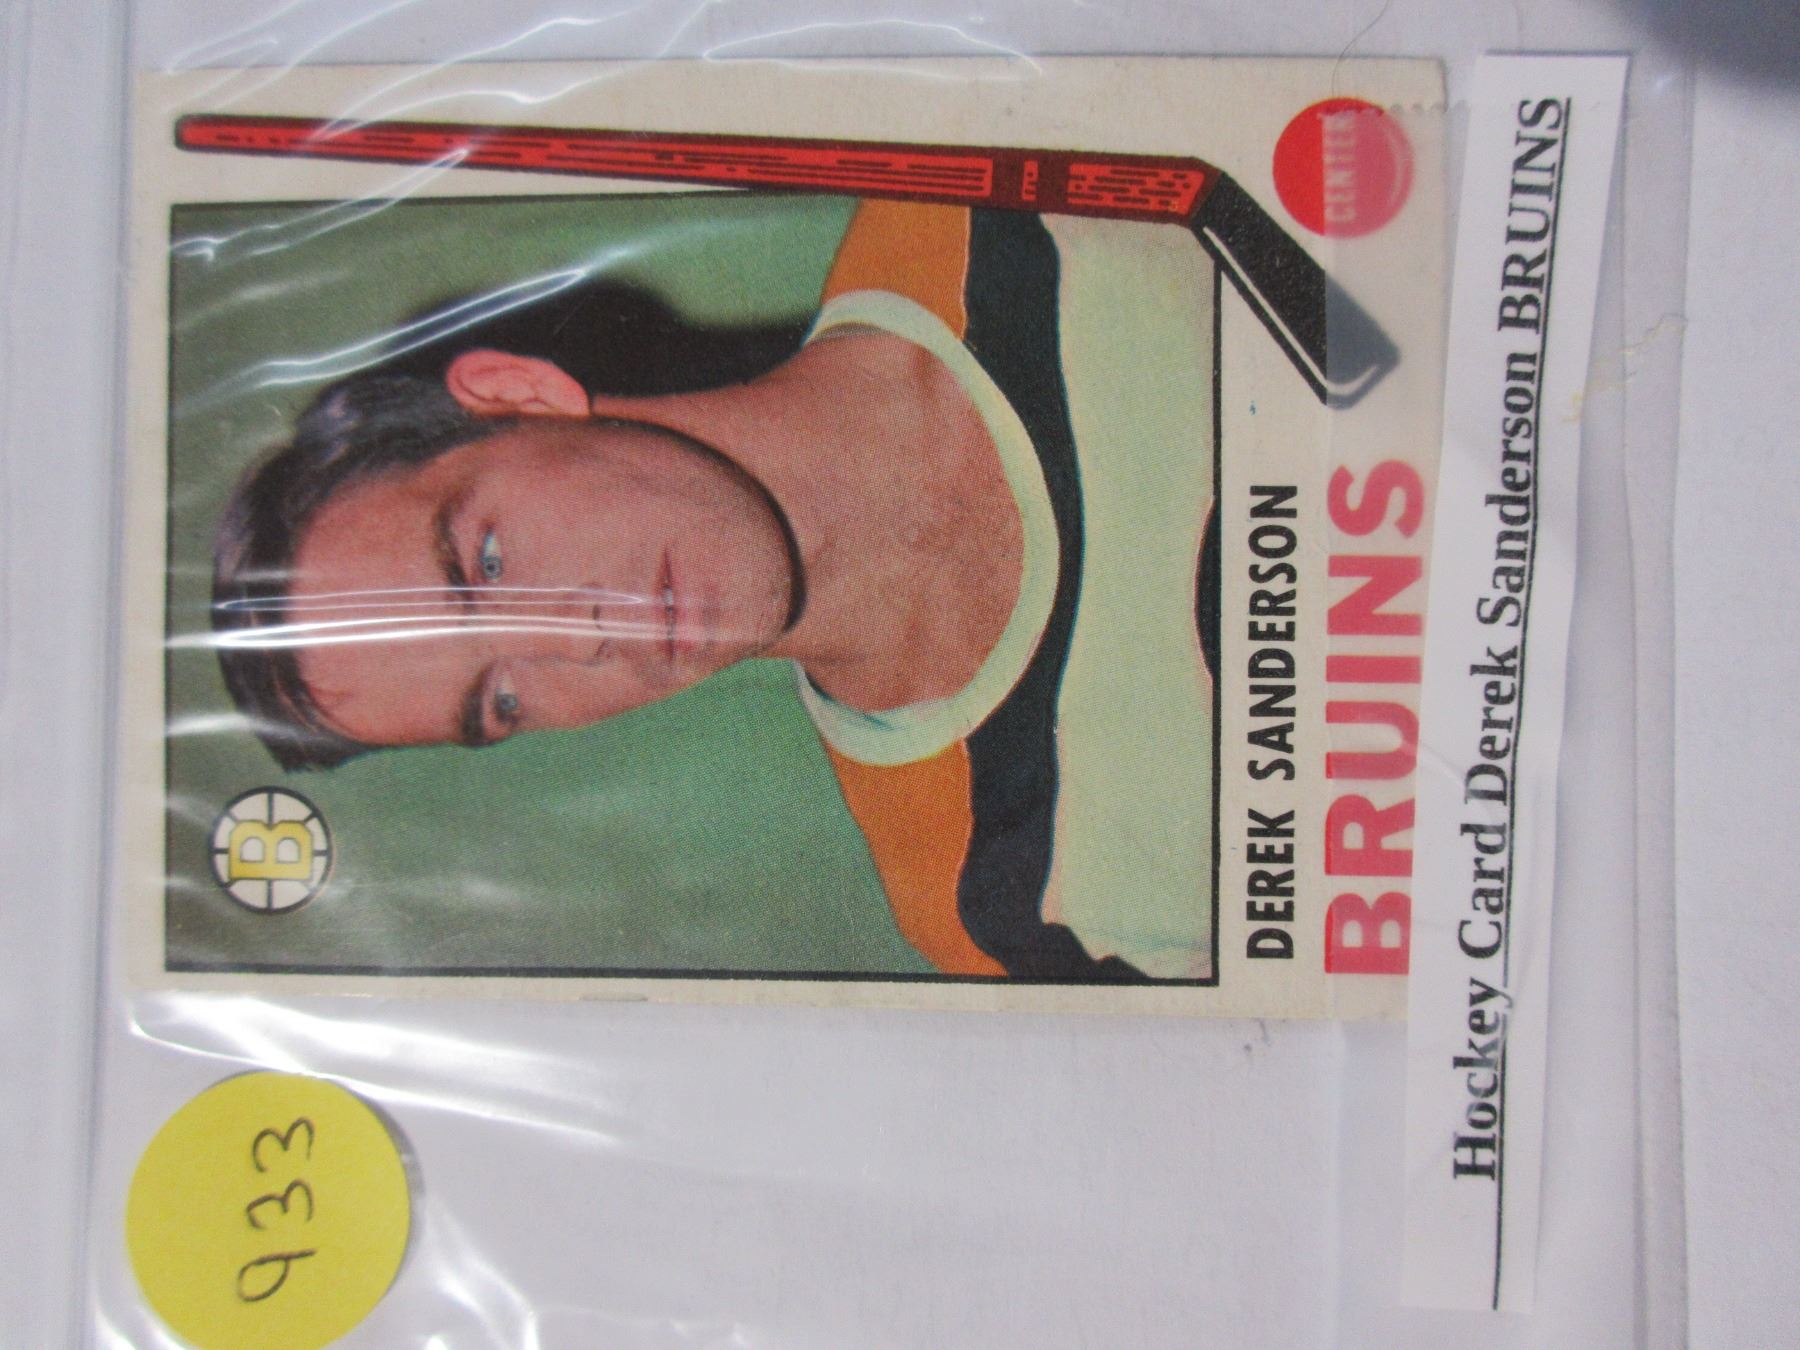 B
CENTER
DEREK SANDERSON
BRUINS
Hockey Card Derek Sanderson BRUINS
933